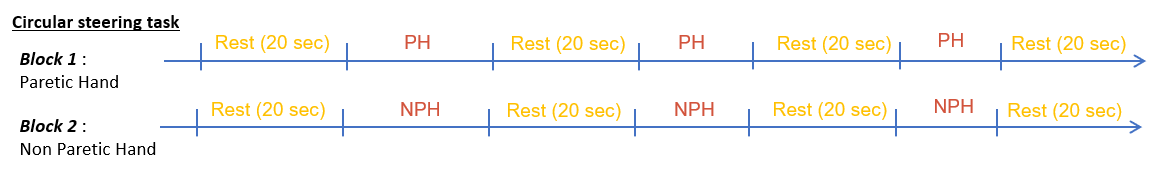 Circular steering task
Block 1 :
Paretic Hand
Rest (20 sec) PH Rest (20 sec) PH Rest (20 sec) PH Rest (20 sec)
Block 2 :
Non Paretic Hand
Rest (20 sec) NPH Rest (20 sec) NPH Rest (20 sec) NPH Rest (20 sec)